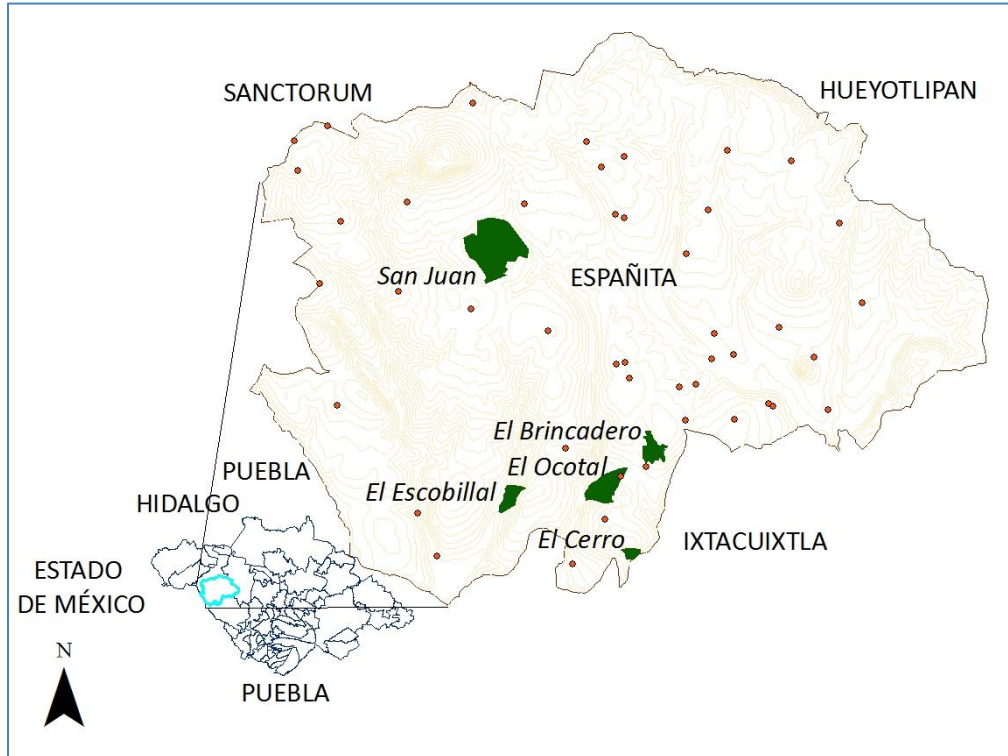 SANCTORUM
HUEYOTLIPAN
San Juan
ESPAÑITA
El Brincadero
PUEBLA
El Ocotal
El Escobillal
HIDALGO
El Cerro
IXTACUIXTLA
ESTADO
DE MÉXICO
N
PUEBLA